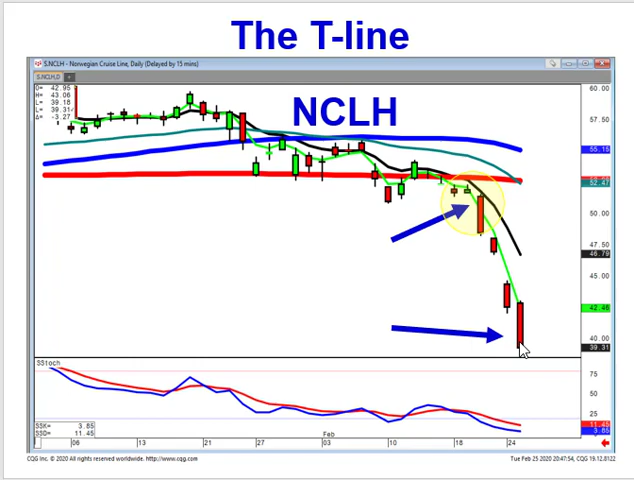 The T-line
S.NCLH - Norwegian Cruise Line, Daily (Delayed by 15 mins)
S.NCLH,D
O= 42.95
H= 43.06
L= 39.18
L= 39.31
Δ= -3.27
NCLH
60.00
57.50
55.15
52.47
50.00
47.50
46.79
45.00
42.46
40.00
39.31
SStoch
75
50
25
11.45
3.85
SSK= 3.85
SSD= 11.45
06
13
21
27
03
Feb
10
18
24
CQG Inc. © 2020 All rights reserved worldwide. http://www.cqg.com
Tue Feb 25 2020 20:47:54, CQG 19.12.8122